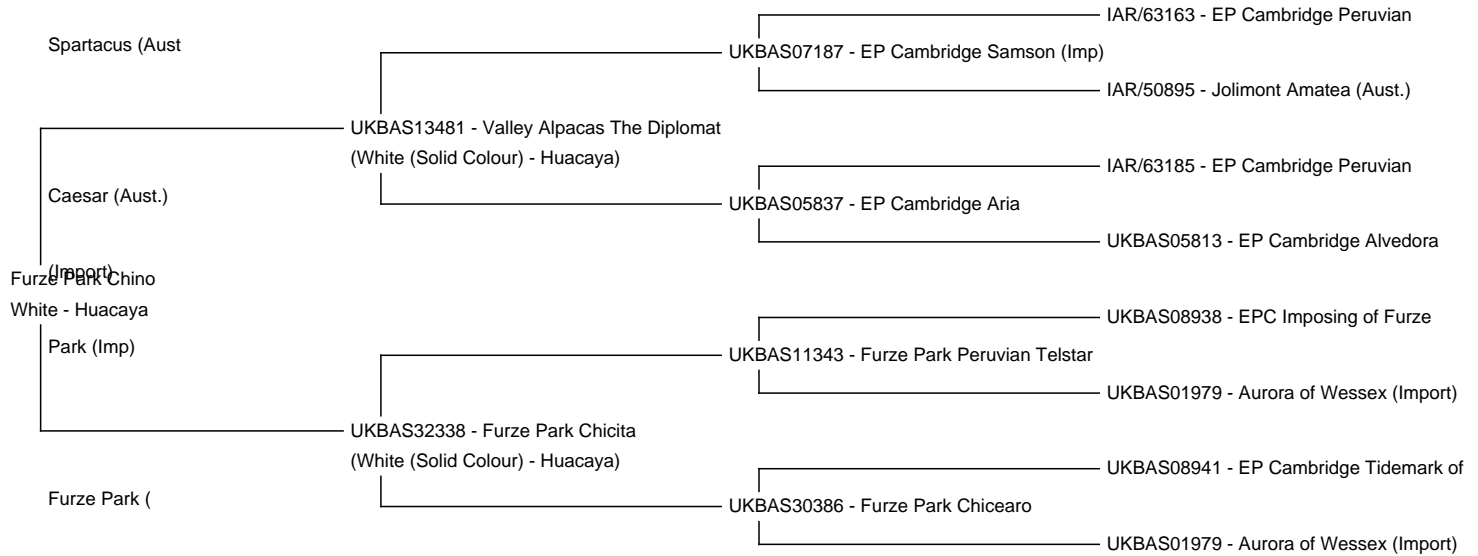 IAR/63163 - EP Cambridge Peruvian
Spartacus (Aust
UKBAS07187 - EP Cambridge Samson (Imp)
IAR/50895 - Jolimont Amatea (Aust.)
UKBAS13481 - Valley Alpacas The Diplomat
(White (Solid Colour) - Huacaya)
IAR/63185 - EP Cambridge Peruvian
Caesar (Aust.)
UKBAS05837 - EP Cambridge Aria
UKBAS05813 - EP Cambridge Alvedora
(Import)
Furze Park Chino
White - Huacaya
UKBAS08938 - EPC Imposing of Furze
Park (Imp)
UKBAS11343 - Furze Park Peruvian Telstar
UKBAS01979 - Aurora of Wessex (Import)
UKBAS32338 - Furze Park Chicita
(White (Solid Colour) - Huacaya)
UKBAS08941 - EP Cambridge Tidemark of
Furze Park (
UKBAS30386 - Furze Park Chicearo
UKBAS01979 - Aurora of Wessex (Import)